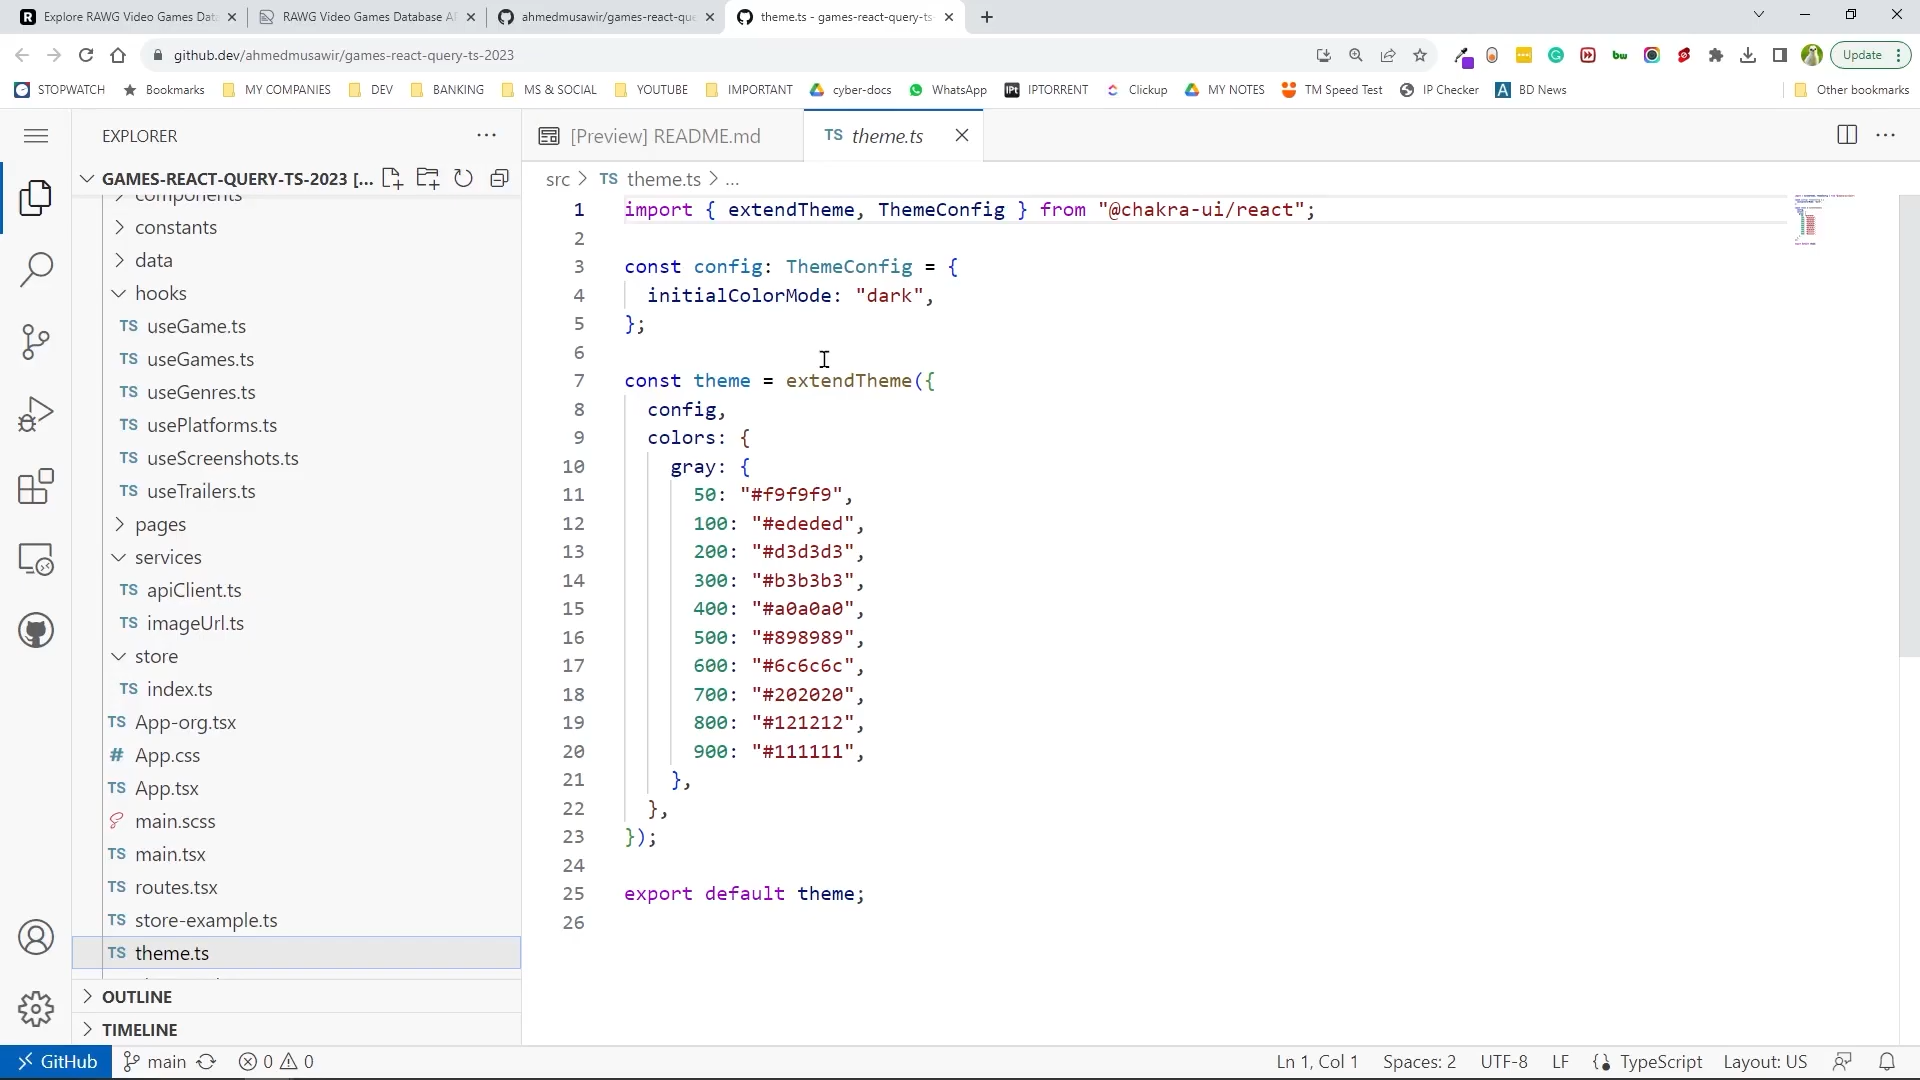 Explore RAWG Video Games Dat
RAWG Video Games Database AP
ahmedmusawir/games-react-que
theme.ts - games-react-query-ts-
github.dev/ahmedmusawir/games-react-query-ts-2023
Update
STOPWATCH
Bookmarks
MY COMPANIES
DEV
BANKING
MS & SOCIAL
YOUTUBE
IMPORTANT
cyber-docs
WhatsApp
IPTORRENT
Clickup
MY NOTES
TM Speed Test
IP Checker
BD News
Other bookmarks
EXPLORER
GAMES-REACT-QUERY-TS-2023 [...
components
constants
data
hooks
TS useGame.ts
TS useGames.ts
TS useGenres.ts
TS usePlatforms.ts
TS useScreenshots.ts
TS useTrailers.ts
pages
services
TS apiClient.ts
TS imageUrl.ts
store
TS index.ts
TS App-org.tsx
# App.css
TS App.tsx
main.scss
TS main.tsx
TS routes.tsx
TS store-example.ts
TS theme.ts
OUTLINE
TIMELINE
[Preview] README.md
TS theme.ts
src > TS theme.ts > ...
1 import { extendTheme, ThemeConfig } from "@chakra-ui/react";
2
3 const config: ThemeConfig = {
4 initialColorMode: "dark",
5 };
6
7 const theme = extendTheme({
8 config,
9 colors: {
10 gray: {
11 50: "#f9f9f9",
12 100: "#ededed",
13 200: "#d3d3d3",
14 300: "#b3b3b3",
15 400: "#a0a0a0",
16 500: "#898989",
17 600: "#6c6c6c",
18 700: "#202020",
19 800: "#121212",
20 900: "#111111",
21 },
22 },
23 });
24
25 export default theme;
26
GitHub
main
0
0
Ln 1, Col 1
Spaces: 2
UTF-8
LF
TypeScript
Layout: US